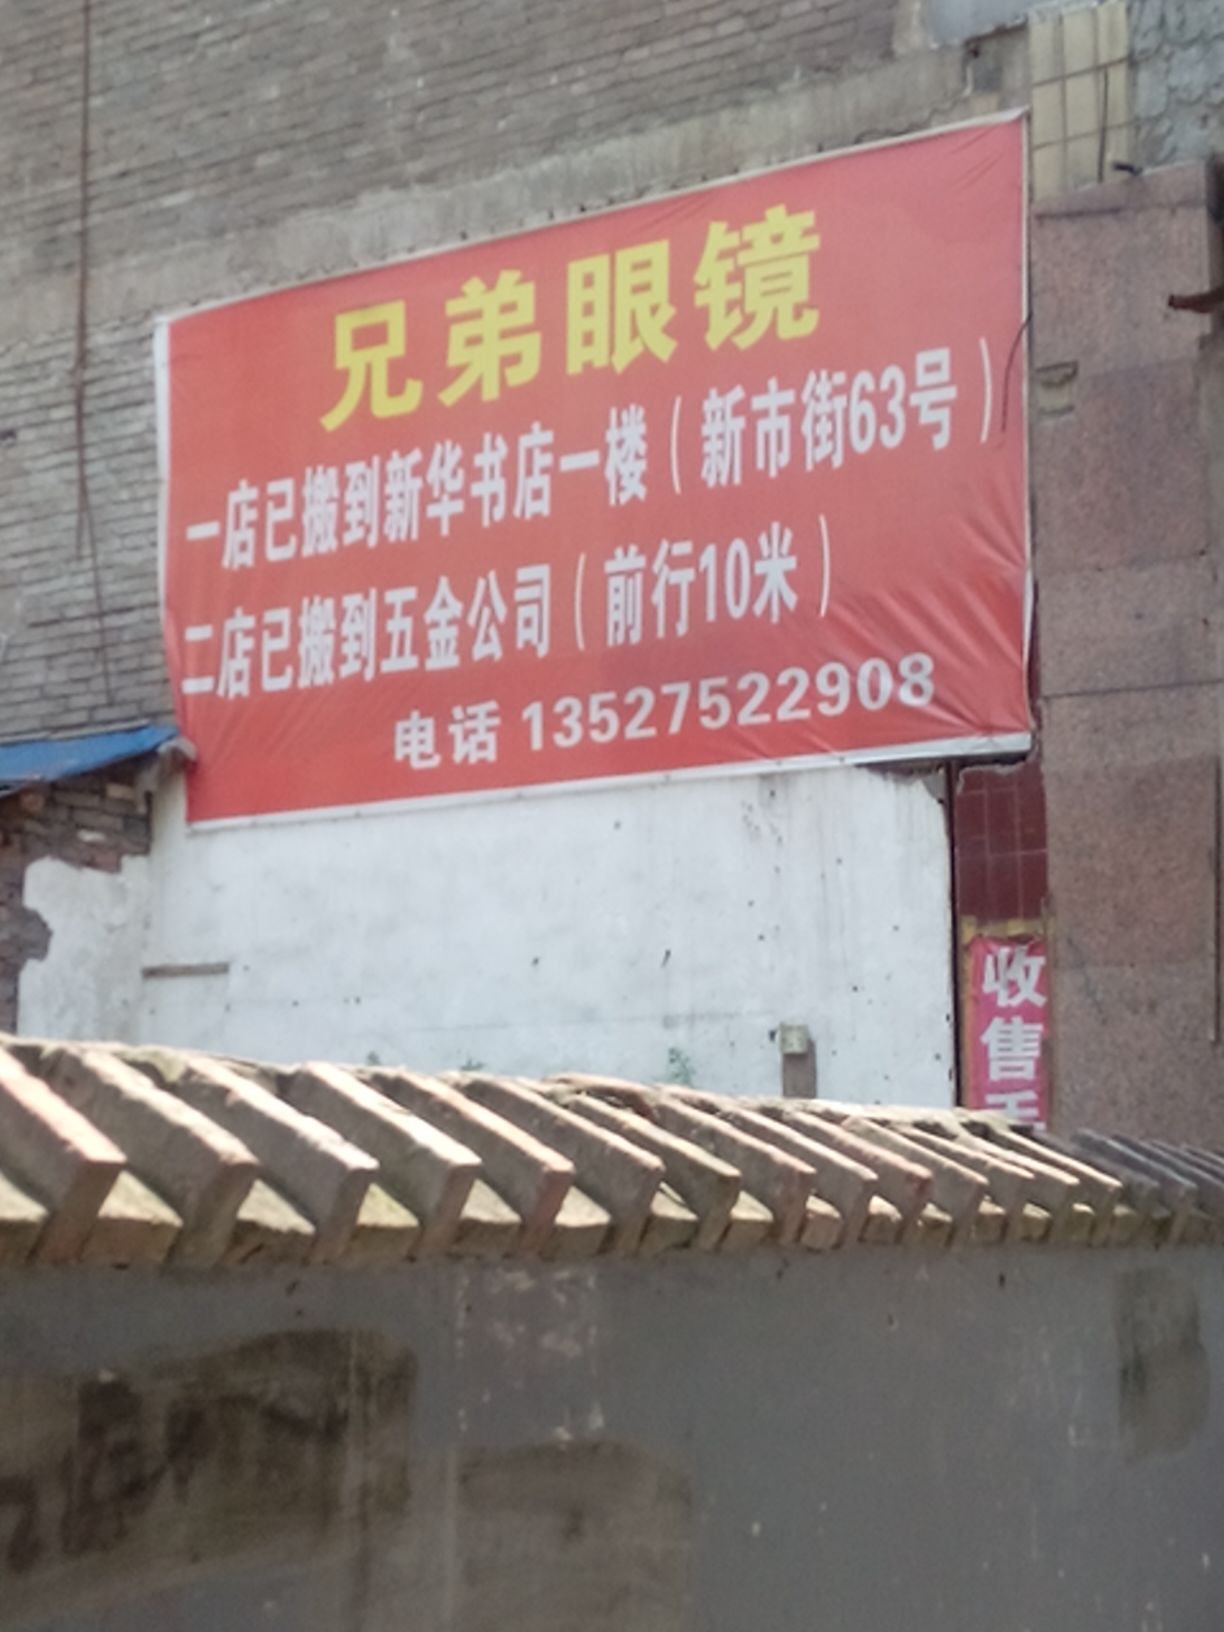 兄弟眼镜
一店已搬到新华书店一楼（新市街63号）
二店已搬到五金公司（前行10米）
电话 13527522908
收售